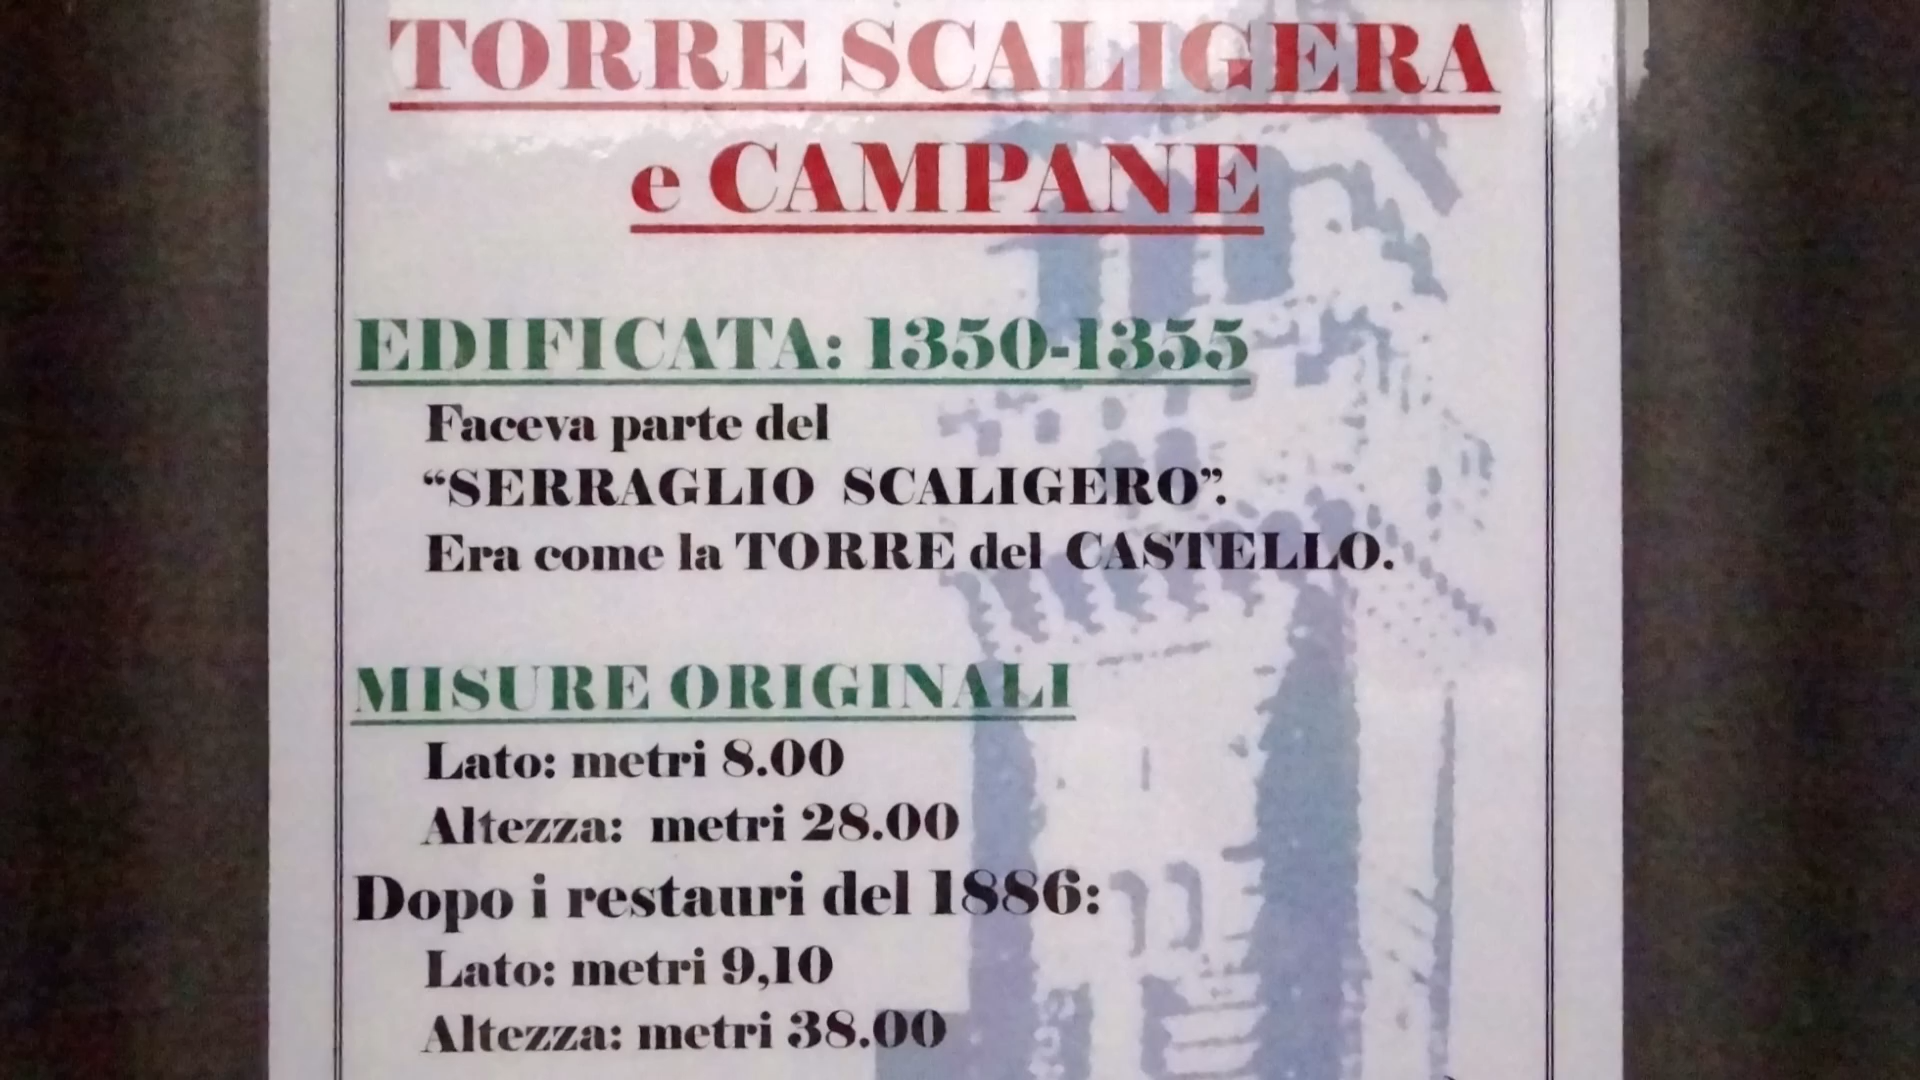 TORRE SCALIGERA
e CAMPANE
EDIFICATA: 1350-1355
Faceva parte del
“SERRAGLIO SCALIGERO”.
Era come la TORRE del CASTELLO.
MISURE ORIGINALI
Lato: metri 8.00
Altezza: metri 28.00
Dopo i restauri del 1886:
Lato: metri 9,10
Altezza: metri 38.00